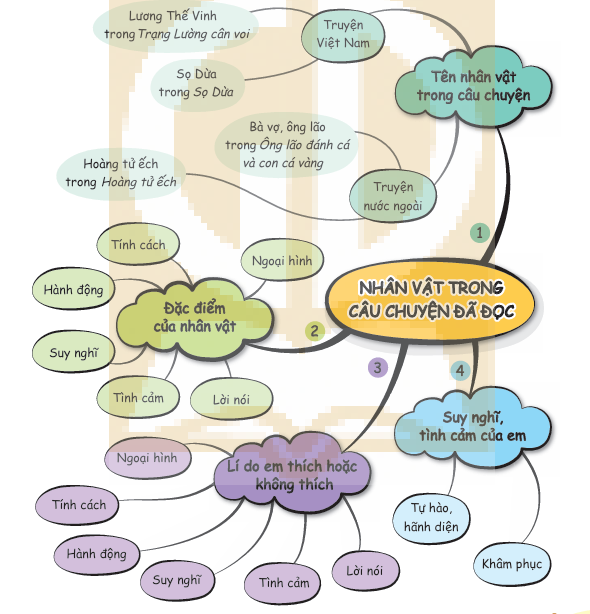 Lương Thế Vinh
trong Trạng Lường cân voi
Truyện
Việt Nam
Sọ Dừa
trong Sọ Dừa
Tên nhân vật
trong câu chuyện
Bà vợ, ông lão
trong Ông lão đánh cá
và con cá vàng
Hoàng tử ếch
trong Hoàng tử ếch
Truyện
nước ngoài
1
NHÂN VẬT TRONG
CÂU CHUYỆN ĐÃ ĐỌC
2
Đặc điểm
của nhân vật
Tính cách
Ngoại hình
Hành động
Suy nghĩ
Tình cảm
Lời nói
3
Lí do em thích hoặc
không thích
Ngoại hình
Tính cách
Hành động
Suy nghĩ
Tình cảm
Lời nói
4
Suy nghĩ,
tình cảm của em
Tự hào,
hãnh diện
Khâm phục